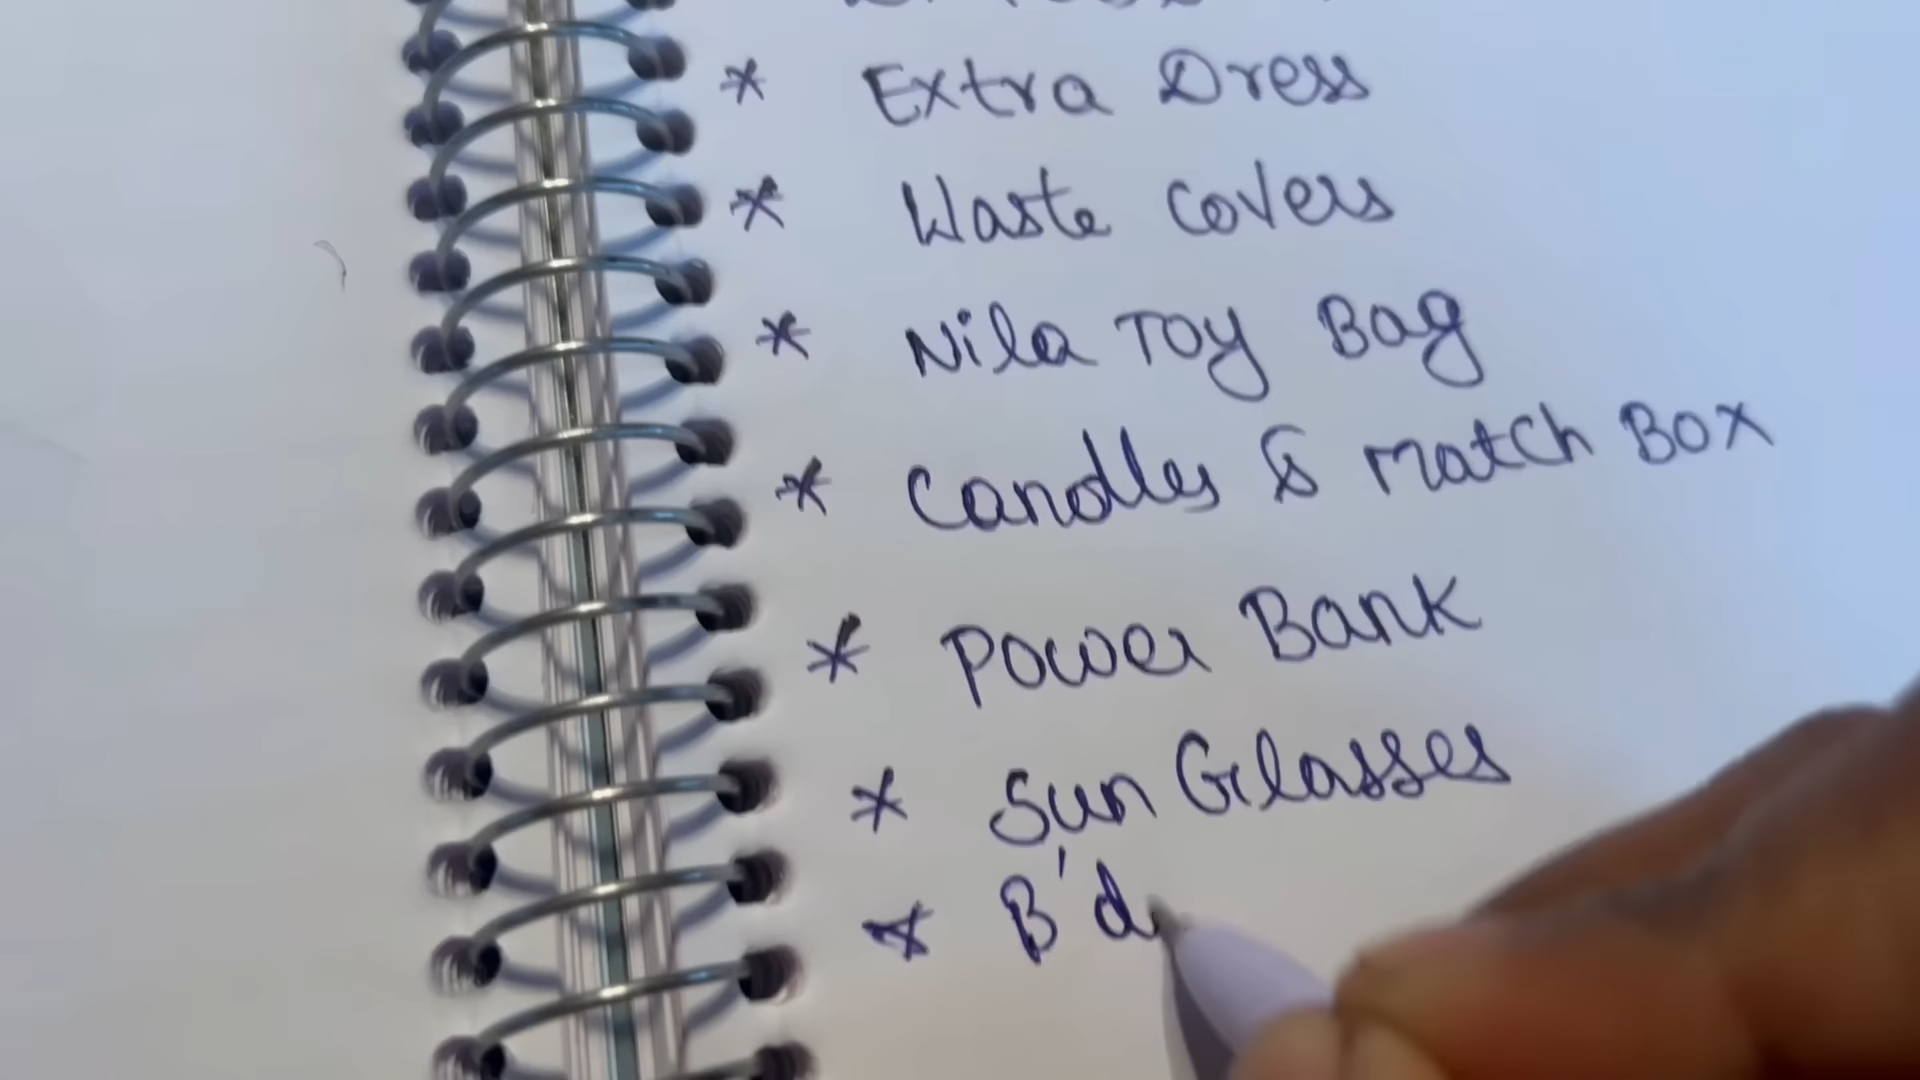 * Extra Dress
* Waste Covers
* Nila Toy Bag
* Candles & Match Box
* Power Bank
* Sun Glasses
* B'd